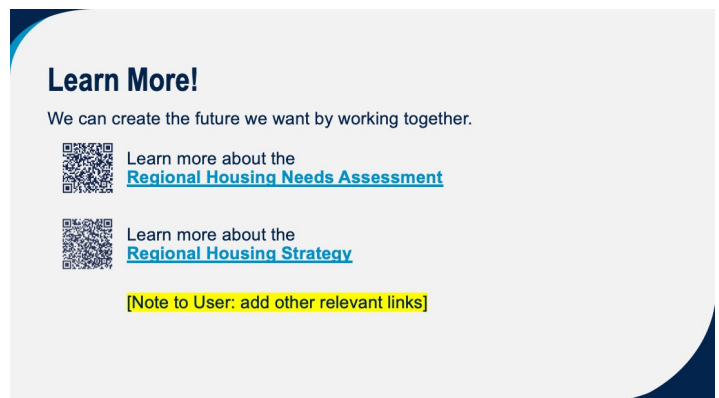 Learn More!
We can create the future we want by working together.
Learn more about the
Regional Housing Needs Assessment
Learn more about the
Regional Housing Strategy
[Note to User: add other relevant links]